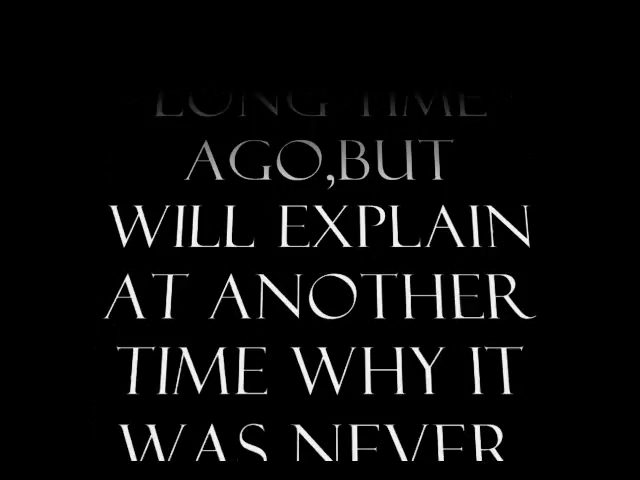 LONG TIME
AGO,BUT
WILL EXPLAIN
AT ANOTHER
TIME WHY IT
WAS NEVER